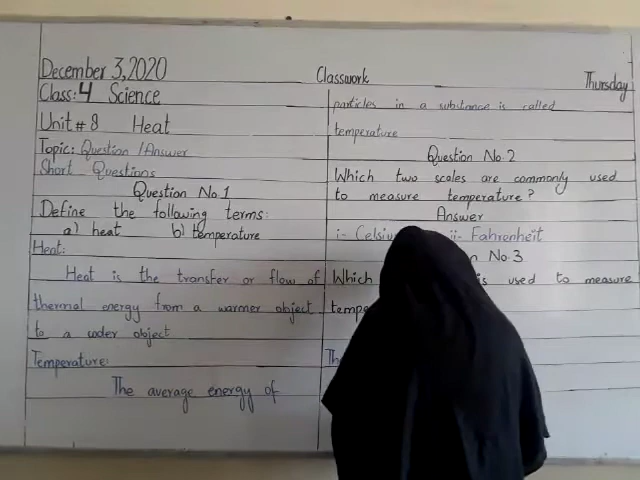 December 3,2020 Classwork Thursday
Class: 4 Science
Unit # 8 Heat
Topic: Question /Answer
Short Questions
Question No.1
Define the following terms:
a) heat b) temperature
Heat:
Heat is the transfer or flow of
thermal energy from a warmer object
to a cooler object
Temperature:
The average energy of
particles in a substance is called
temperature
Question No.2
Which two scales are commonly used
to measure temperature?
Answer
i- ii- Fahrenheit
No 3
Which is used to measure